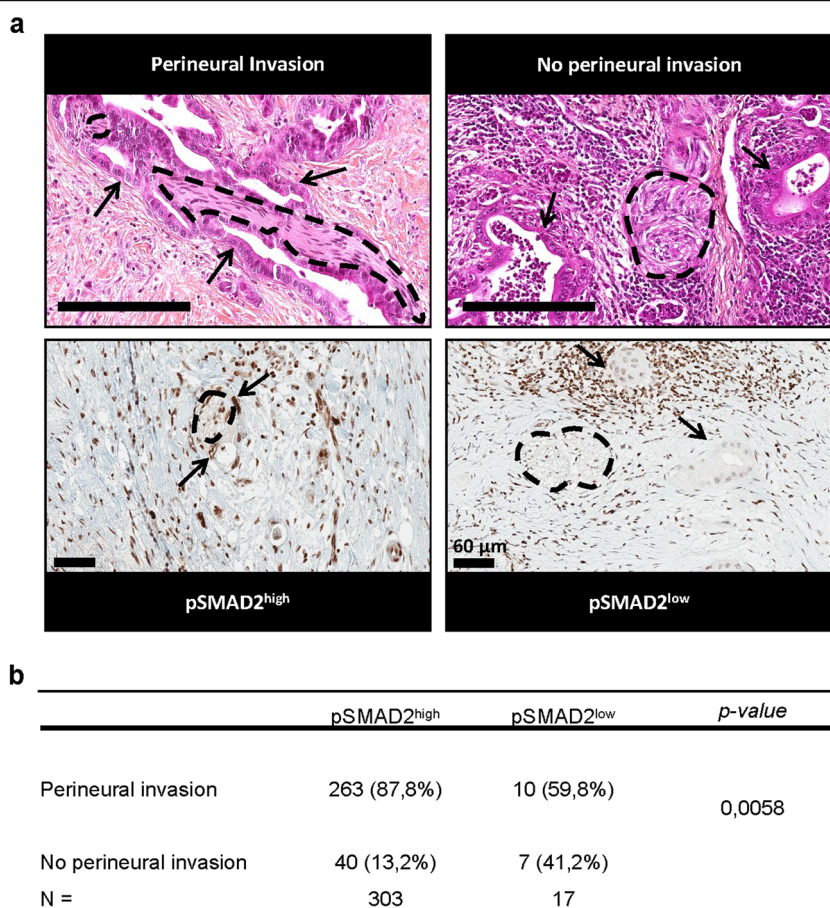 a
Perineural Invasion
No perineural invasion
60 µm
pSMAD2high
pSMAD2low
b
pSMAD2high pSMAD2low p-value
Perineural invasion 263 (87,8%) 10 (59,8%)
0,0058
No perineural invasion 40 (13,2%) 7 (41,2%)
N = 303 17